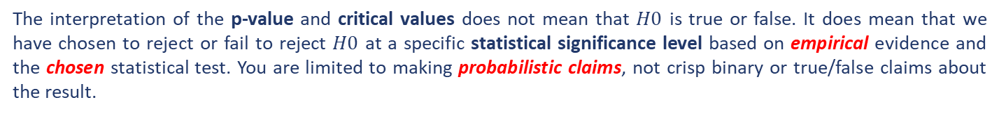 The interpretation of the p-value and critical values does not mean that H0 is true or false. It does mean that we
have chosen to reject or fail to reject H0 at a specific statistical significance level based on empirical evidence and
the chosen statistical test. You are limited to making probabilistic claims, not crisp binary or true/false claims about
the result.